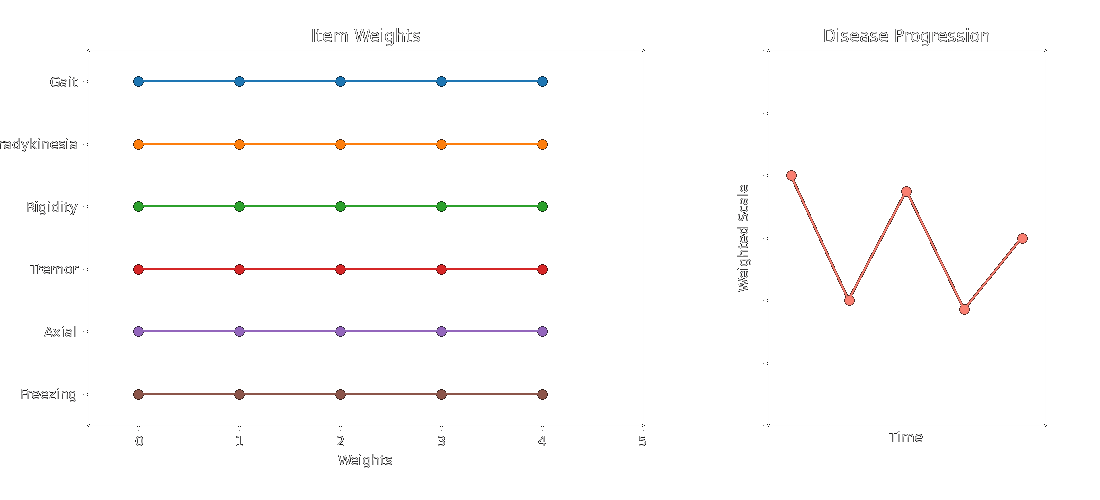 Item Weights
Gait
radykinesia
Rigidity
Tremor
Axial
Freezing
0 1 2 3 4 5
Weights
Disease Progression
Weighted Scale
Time